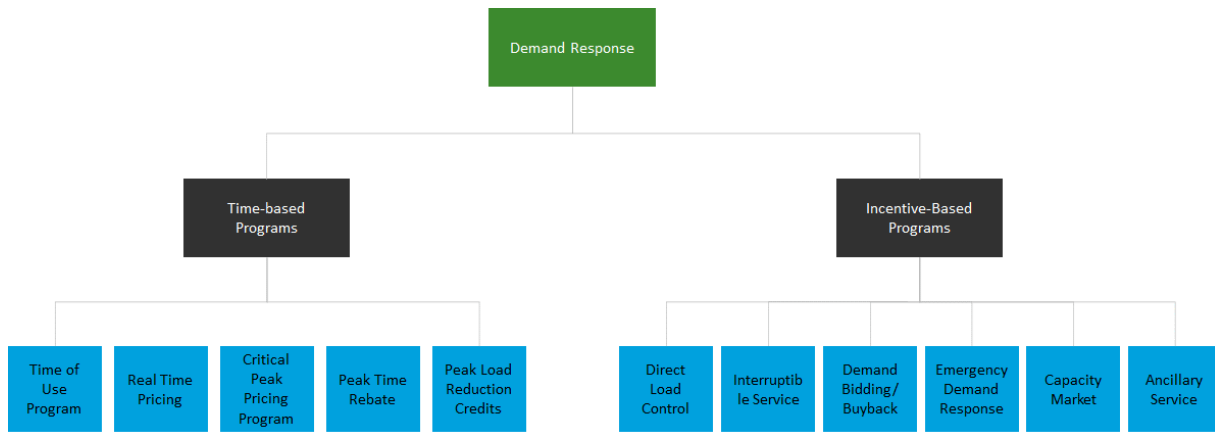 Demand Response
Time-based
Programs
Incentive-Based
Programs
Time of
Use
Program
Real Time
Pricing
Critical
Peak
Pricing
Program
Peak Time
Rebate
Peak Load
Reduction
Credits
Direct
Load
Control
Interruptib
le Service
Demand
Bidding/
Buyback
Emergency
Demand
Response
Capacity
Market
Ancillary
Service